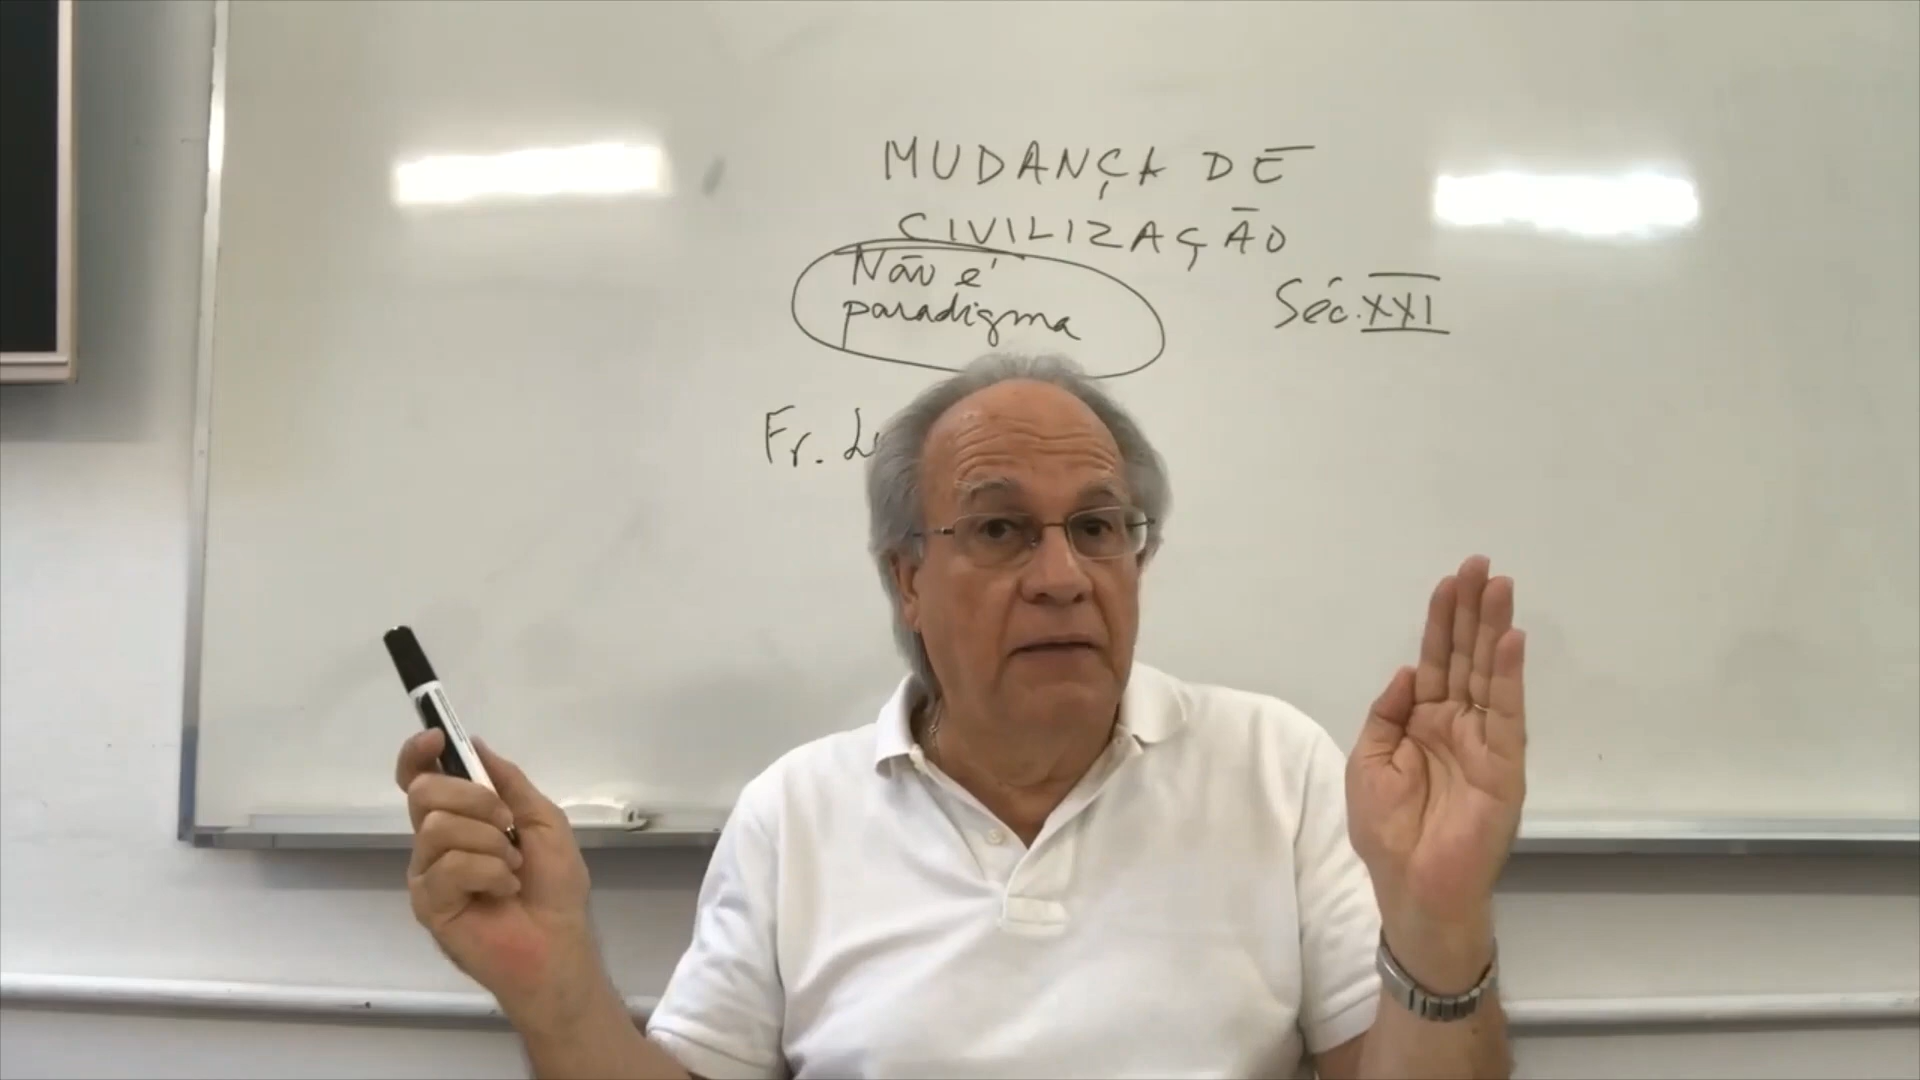 MUDANÇA DE
CIVILIZAÇÃO
Não é
paradigma
Séc. XXI
Fr.